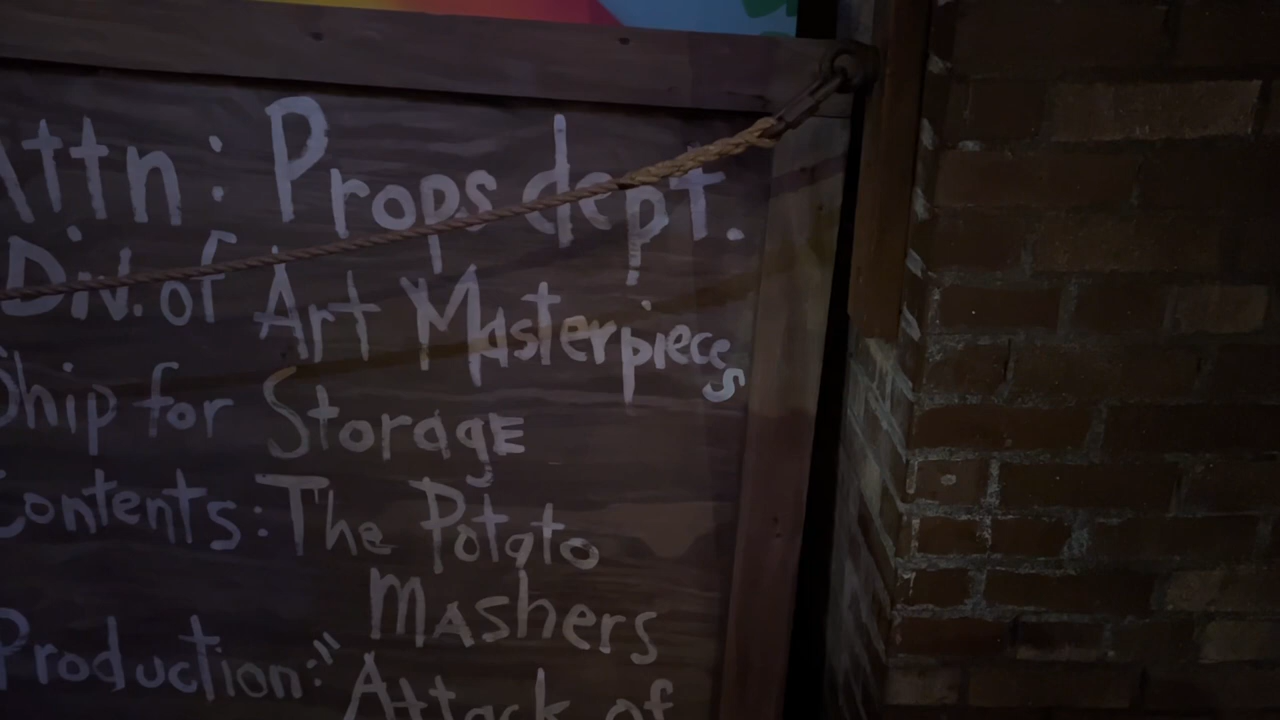 Attn: Props dept.
Div. of Art Masterpieces
Ship for Storage
Contents: The Potato
Mashers
Production: "Attack of